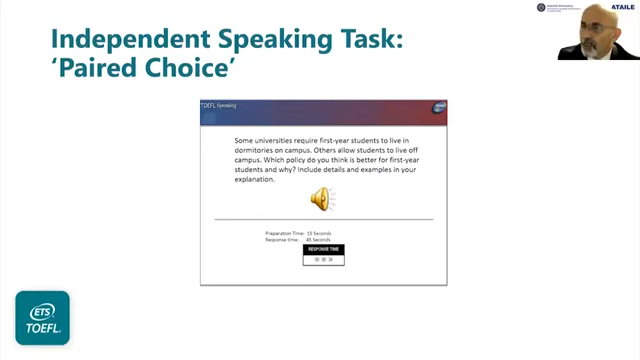 ATAILE
Independent Speaking Task:
‘Paired Choice’
TOEFL Speaking
ETS
Some universities require first-year students to live in
dormitories on campus. Others allow students to live off
campus. Which policy do you think is better for first-year
students and why? Include details and examples in your
explanation.
Preparation Time: 15 Seconds
Response time: 45 Seconds
RESPONSE TIME
ETS
TOEFL